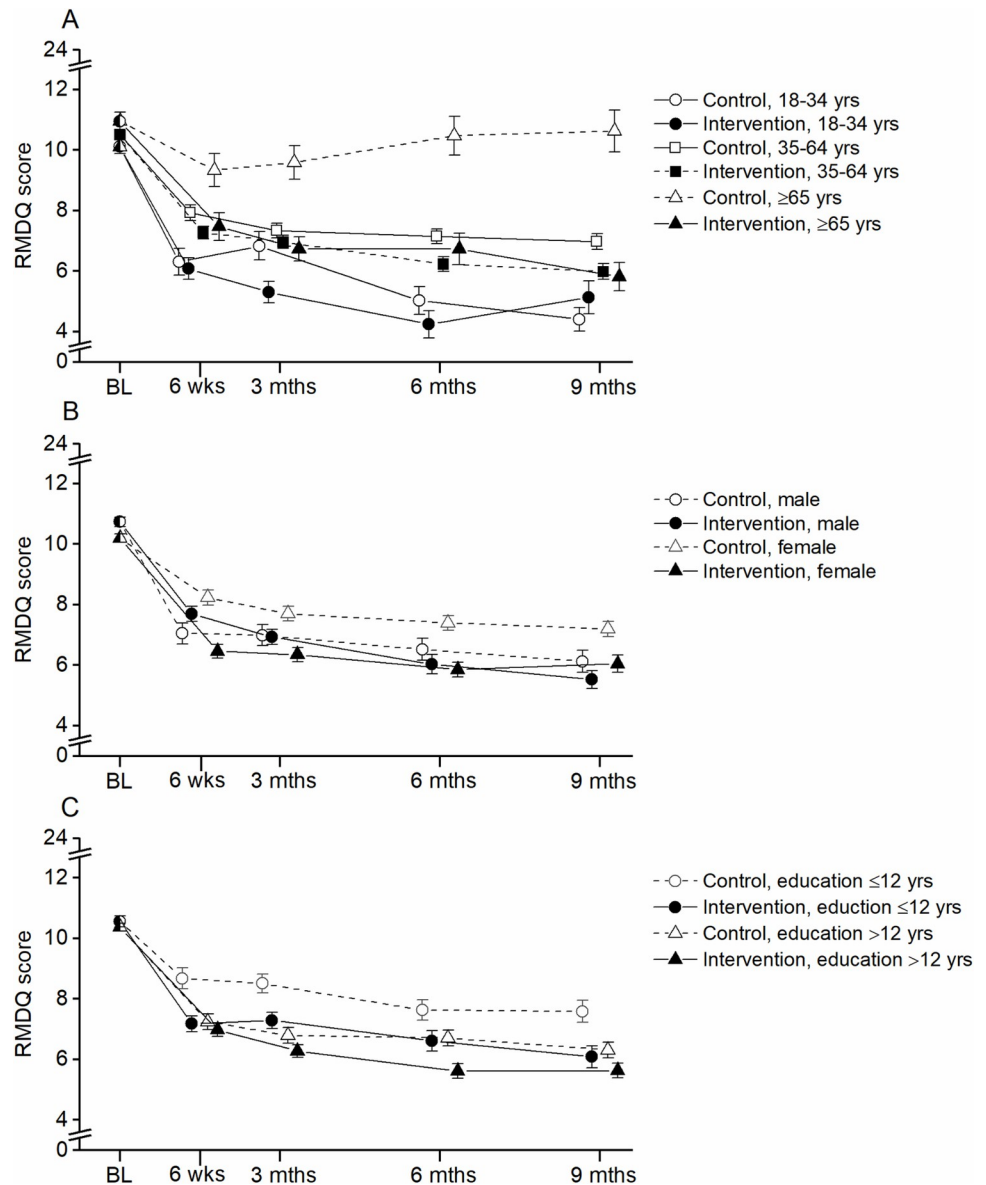 A
24
12
10
8
6
4
0
RMDQ score
BL
6 wks
3 mths
6 mths
9 mths
Control, 18-34 yrs
Intervention, 18-34 yrs
Control, 35-64 yrs
Intervention, 35-64 yrs
Control, ≥65 yrs
Intervention, ≥65 yrs
B
24
12
10
8
6
4
0
RMDQ score
BL
6 wks
3 mths
6 mths
9 mths
Control, male
Intervention, male
Control, female
Intervention, female
C
24
12
10
8
6
4
0
RMDQ score
BL
6 wks
3 mths
6 mths
9 mths
Control, education ≤12 yrs
Intervention, eduction ≤12 yrs
Control, education >12 yrs
Intervention, education >12 yrs